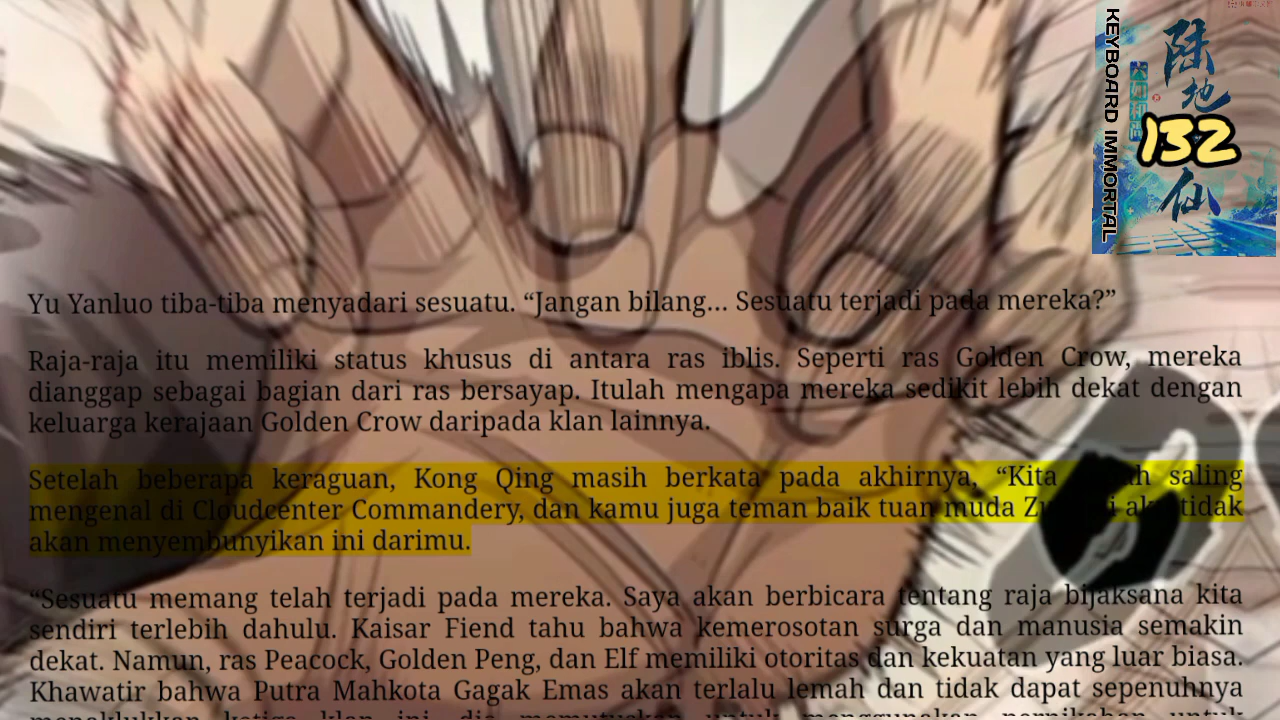 KEYBOARD IMMORTAL
陸地
132
仙
Yu Yanluo tiba-tiba menyadari sesuatu. “Jangan bilang... Sesuatu terjadi pada mereka?”
Raja-raja itu memiliki status khusus di antara ras iblis. Seperti ras Golden Crow, mereka
dianggap sebagai bagian dari ras bersayap. Itulah mengapa mereka sedikit lebih dekat dengan
keluarga kerajaan Golden Crow daripada klan lainnya.
Setelah beberapa keraguan, Kong Qing masih berkata pada akhirnya, “Kita saling
mengenal di Cloudcenter Commandery, dan kamu juga teman baik tuan muda tidak
akan menyembunyikan ini darimu.
“Sesuatu memang telah terjadi pada mereka. Saya akan berbicara tentang raja bijaksana kita
sendiri terlebih dahulu. Kaisar Fiend tahu bahwa kemerosotan surga dan manusia semakin
dekat. Namun, ras Peacock, Golden Peng, dan Elf memiliki otoritas dan kekuatan yang luar biasa.
Khawatir bahwa Putra Mahkota Gagak Emas akan terlalu lemah dan tidak dapat sepenuhnya